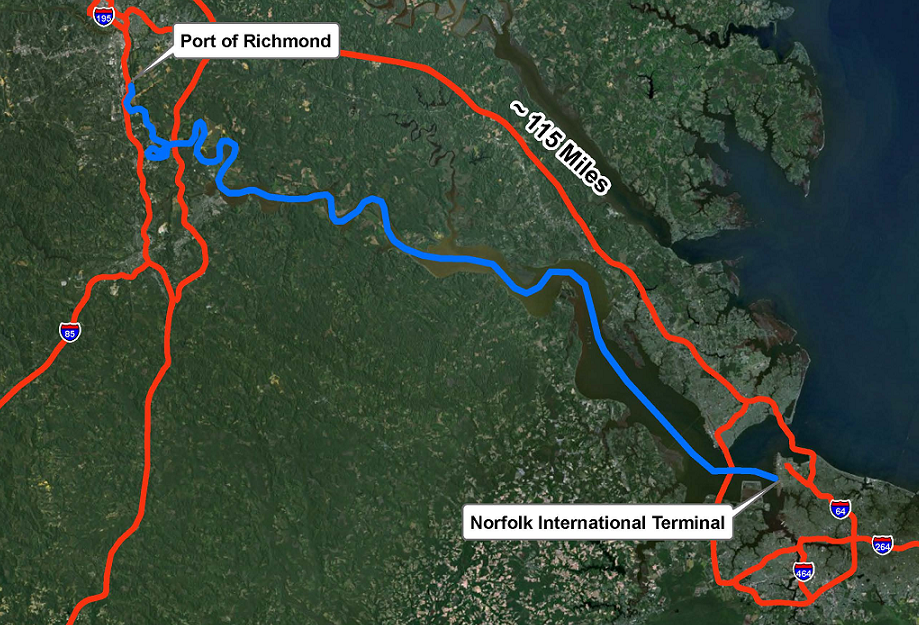 195
Port of Richmond
~ 115 Miles
85
Norfolk International Terminal
64
264
464